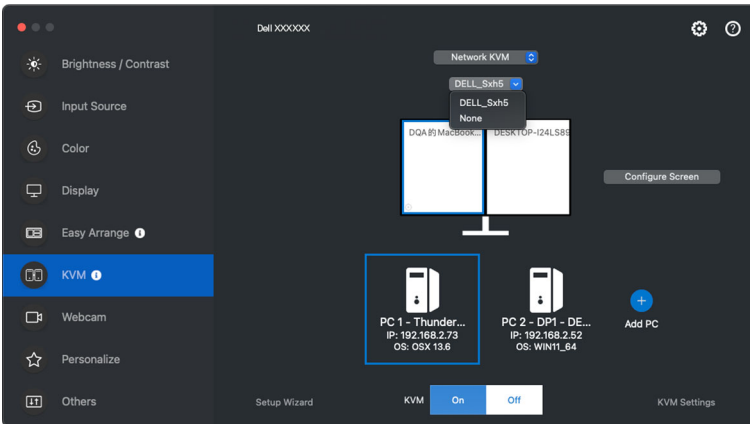 Dell XXXXXX
Brightness / Contrast
Input Source
Color
Display
Easy Arrange
KVM
Webcam
Personalize
Others
Network KVM
DELL_Sxh5
DELL_Sxh5
None
DQA的MacBook...
DESKTOP-I24LS89
Configure Screen
PC 1 - Thunder...
IP: 192.168.2.73
OS: OSX 13.6
PC 2 - DP1 - DE...
IP: 192.168.2.52
OS: WIN11_64
Add PC
Setup Wizard
KVM
On
Off
KVM Settings